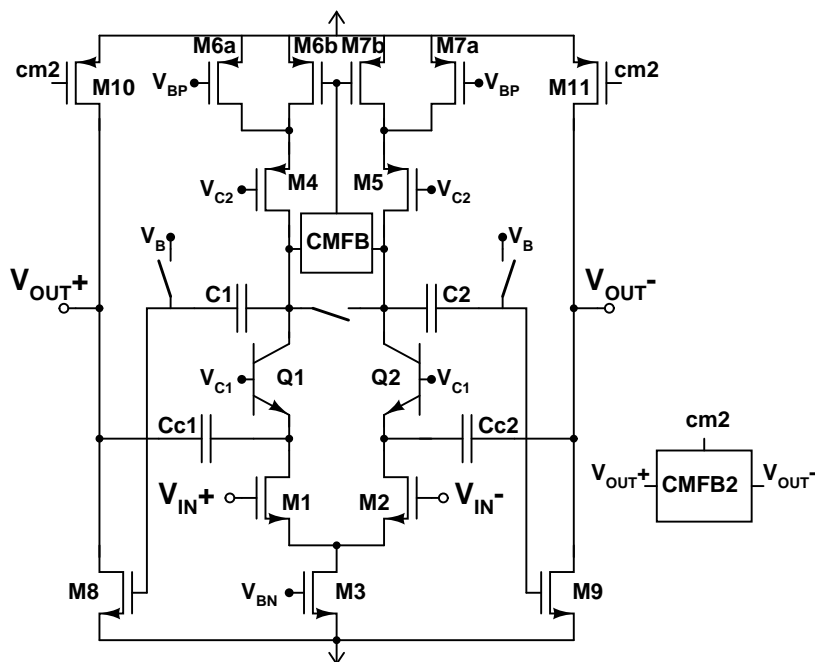 M6a M6b M7b M7a
cm2 M10 V_BP V_BP M11 cm2
V_C2 M4 M5 V_C2
V_B CMFB V_B
V_OUT+ C1 C2 V_OUT-
V_C1 Q1 Q2 V_C1
Cc1 Cc2 cm2
V_IN+ M1 M2 V_IN- V_OUT+ CMFB2 V_OUT-
M8 V_BN M3 M9